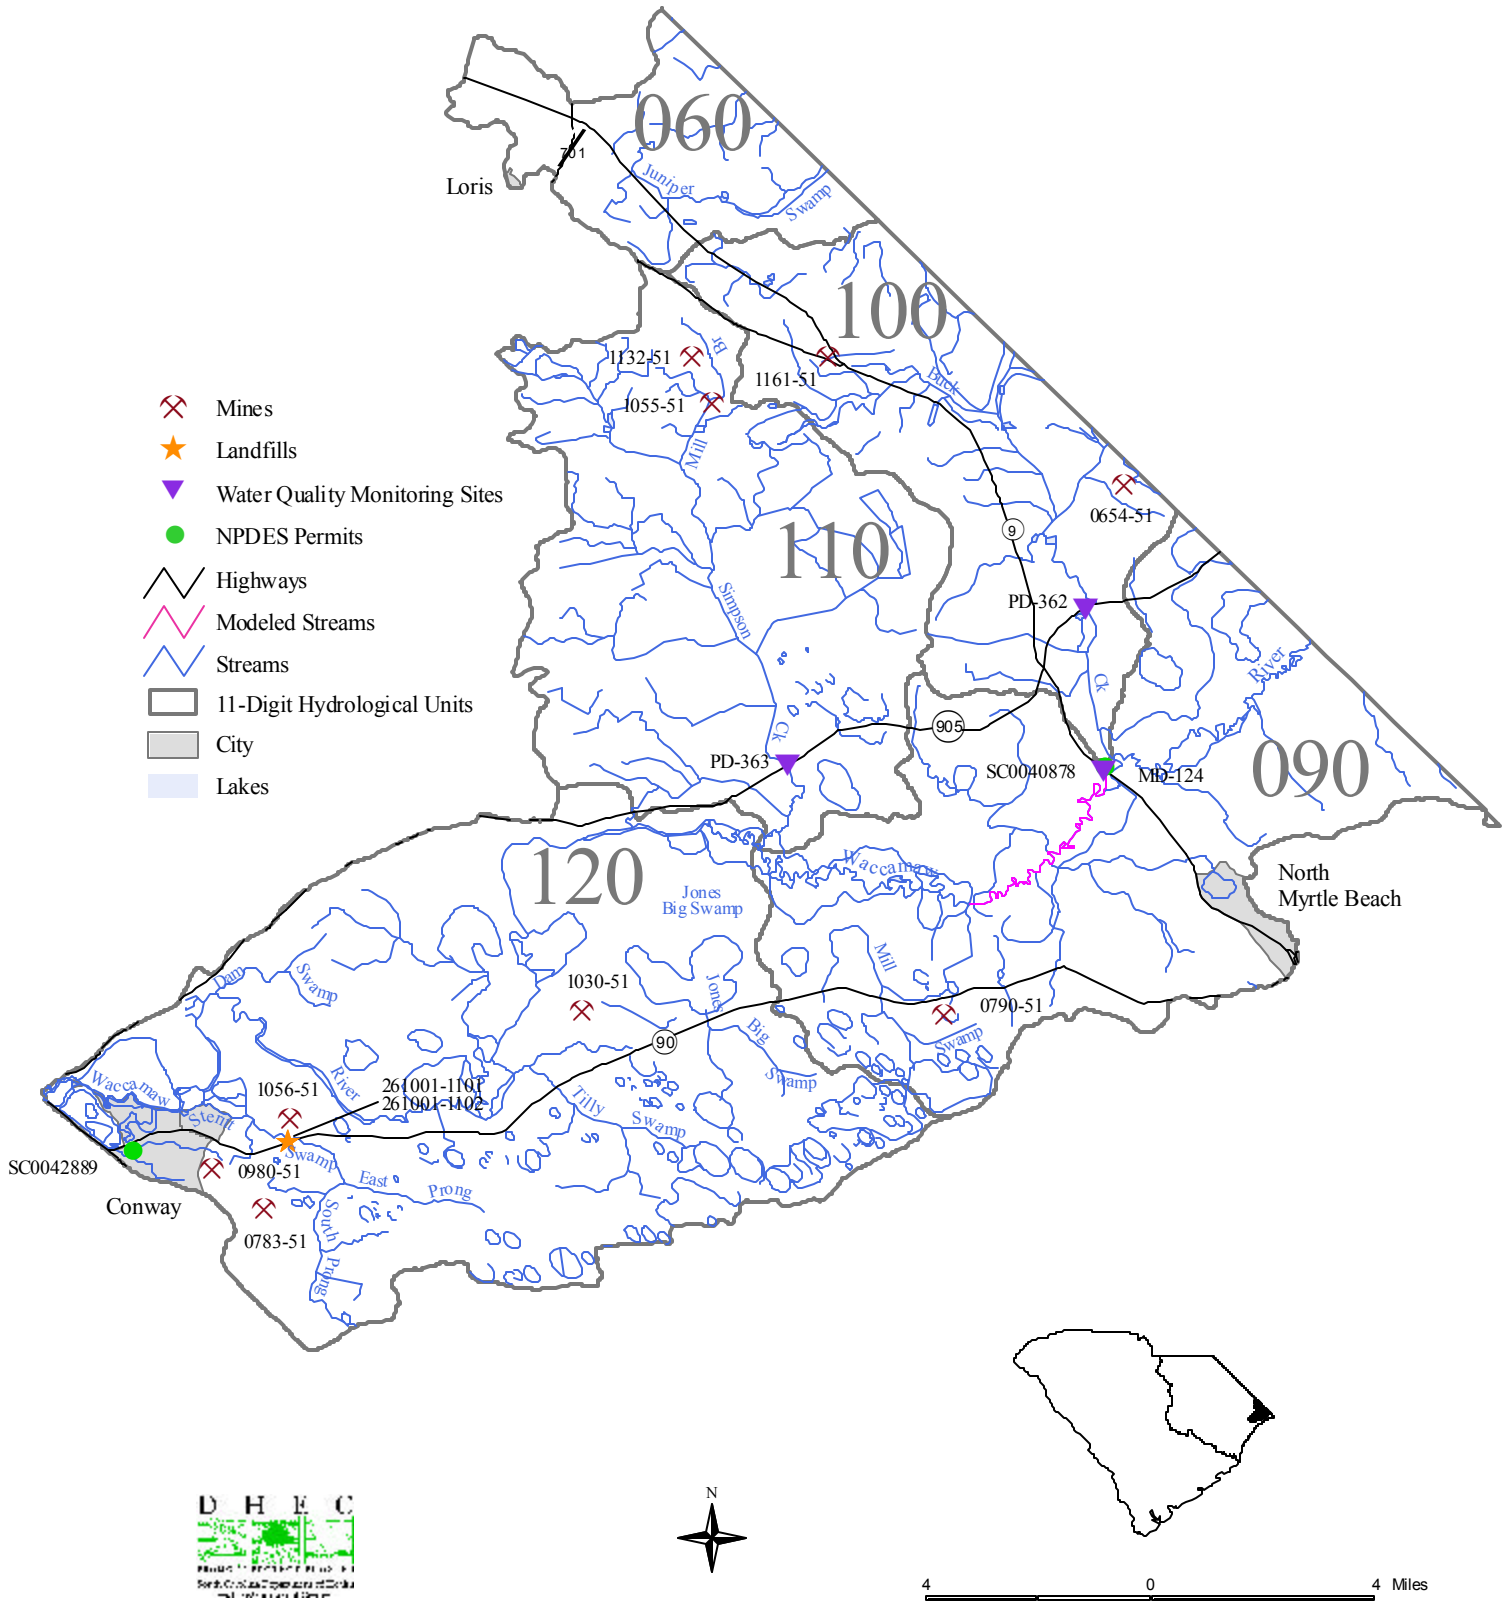 060
701
Loris
Juniper
Swamp
100
Br
1132-51
1161-51
Buck
1055-51
Mill
0654-51
9
110
Simpson
PD-362
Ck
River
Ck
905
PD-363
SC0040878
MD-124
090
Mines
Landfills
Water Quality Monitoring Sites
NPDES Permits
Highways
Modeled Streams
Streams
11-Digit Hydrological Units
City
Lakes
120
Waccamaw
Jones
Big Swamp
North
Myrtle Beach
Dam
Swamp
1030-51
Jones
Mill
0790-51
Big
Swamp
90
Swamp
Waccamaw
River
1056-51
261001-1101
261001-1102
Tilly
Swamp
Steritt
Swamp
SC0042889
0980-51
East
Prong
Conway
South
Prong
0783-51
D H E C
N
4 0 4 Miles